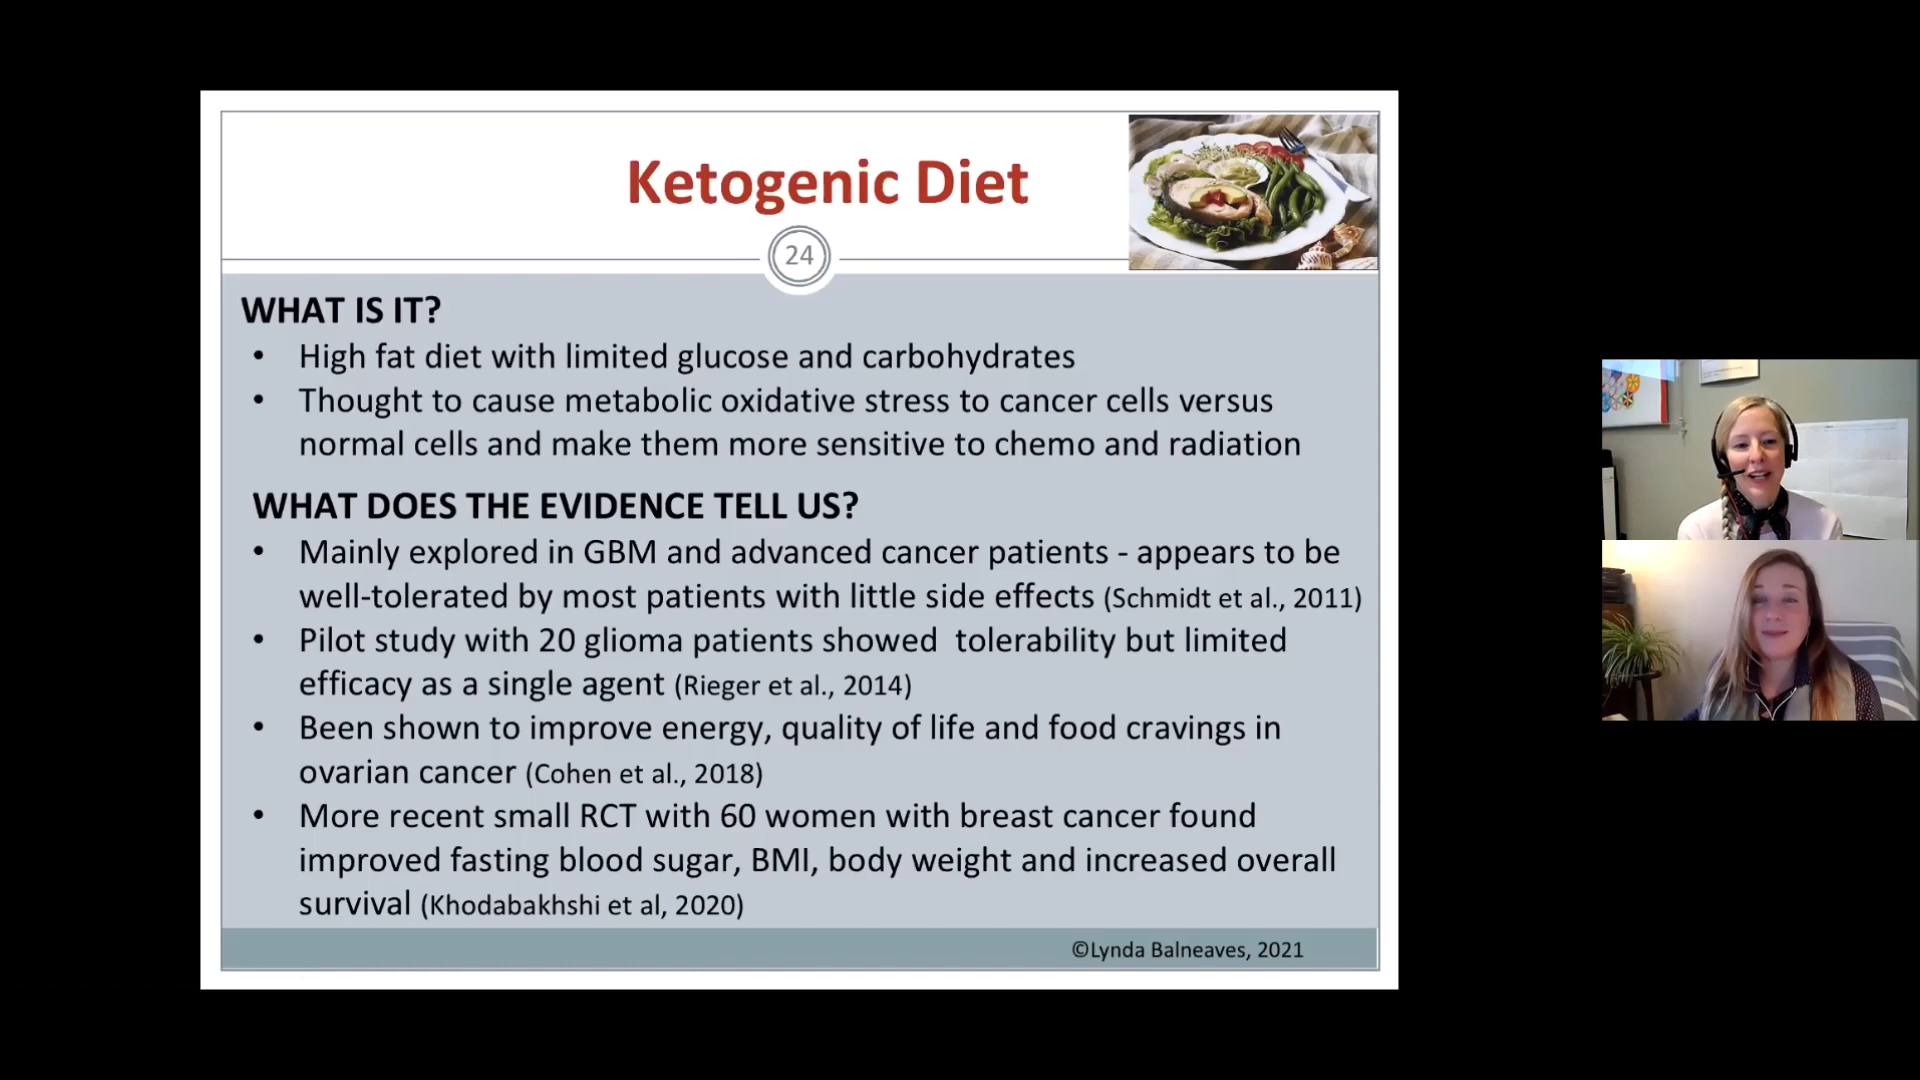 Ketogenic Diet
24
WHAT IS IT?
• High fat diet with limited glucose and carbohydrates
• Thought to cause metabolic oxidative stress to cancer cells versus
normal cells and make them more sensitive to chemo and radiation
WHAT DOES THE EVIDENCE TELL US?
• Mainly explored in GBM and advanced cancer patients - appears to be
well-tolerated by most patients with little side effects (Schmidt et al., 2011)
• Pilot study with 20 glioma patients showed  tolerability but limited
efficacy as a single agent (Rieger et al., 2014)
• Been shown to improve energy, quality of life and food cravings in
ovarian cancer (Cohen et al., 2018)
• More recent small RCT with 60 women with breast cancer found
improved fasting blood sugar, BMI, body weight and increased overall
survival (Khodabakhshi et al, 2020)
©Lynda Balneaves, 2021